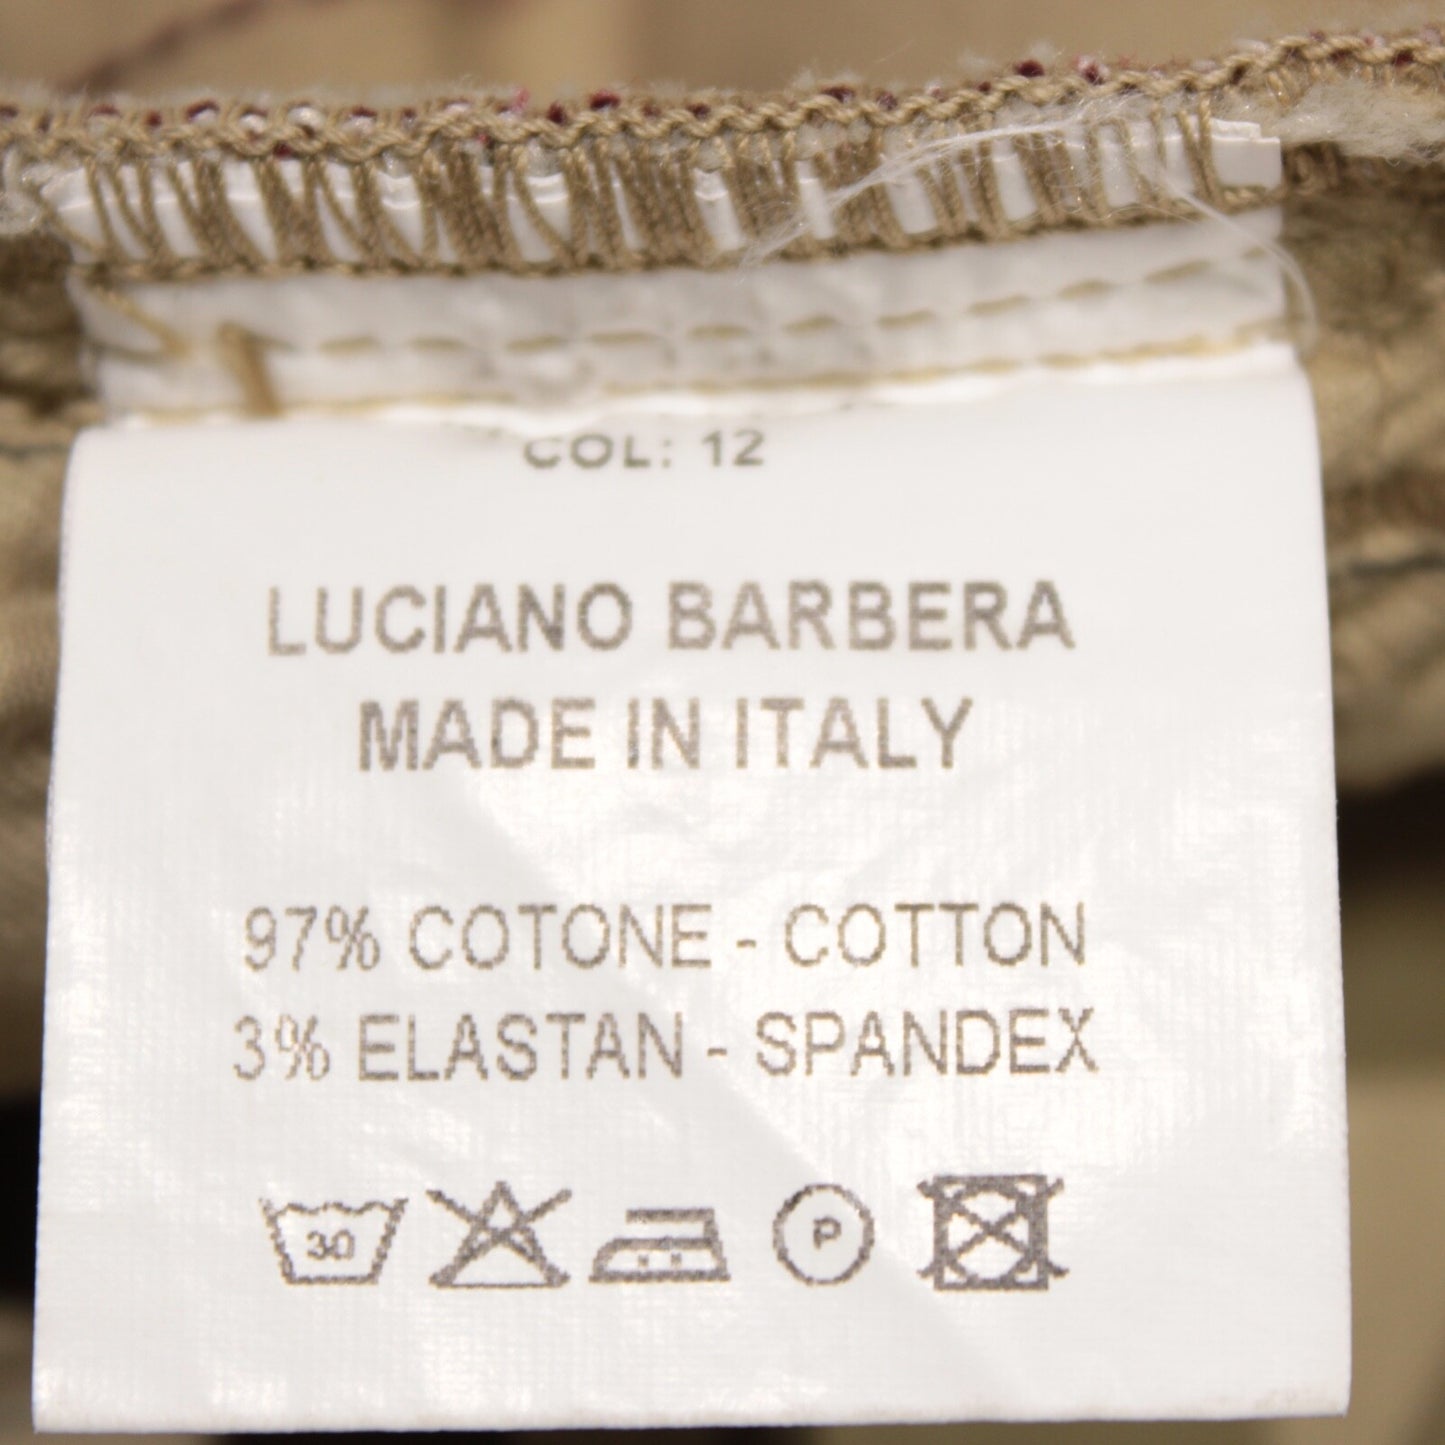 COL: 12
LUCIANO BARBERA
MADE IN ITALY
97% COTONE - COTTON
3% ELASTAN - SPANDEX
30 P